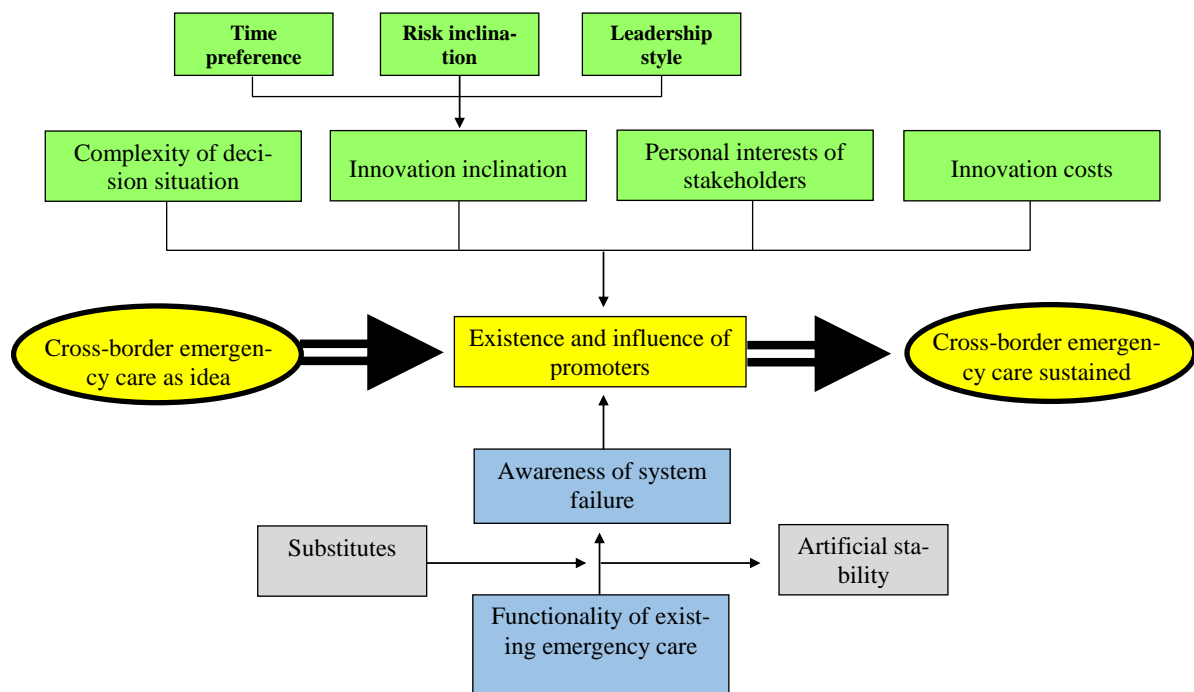 Time
preference
Risk inclina-
tion
Leadership
style
Complexity of deci-
sion situation
Innovation inclination
Personal interests of
stakeholders
Innovation costs
Cross-border emergen-
cy care as idea
Existence and influence of
promoters
Cross-border emergen-
cy care sustained
Awareness of system
failure
Substitutes
Artificial sta-
bility
Functionality of exist-
ing emergency care